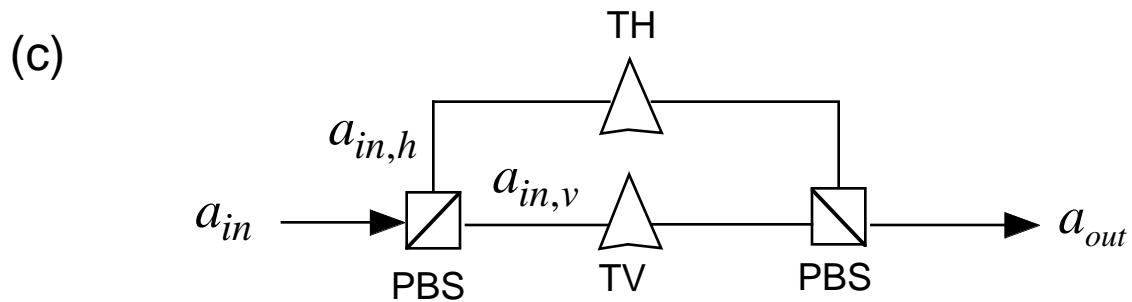 (c)
TH
a_{in,h}
a_{in,v}
a_{in}
a_{out}
PBS
TV
PBS